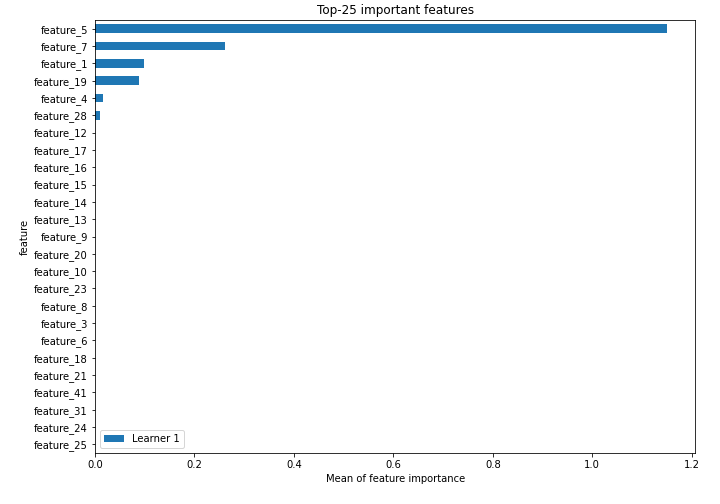 Top-25 important features
feature_5
feature_7
feature_1
feature_19
feature_4
feature_28
feature_12
feature_17
feature_16
feature_15
feature_14
feature_13
feature_9
feature_20
feature_10
feature_23
feature_8
feature_3
feature_6
feature_18
feature_21
feature_41
feature_31
feature_24
feature_25
feature
Learner 1
0.0 0.2 0.4 0.6 0.8 1.0 1.2
Mean of feature importance